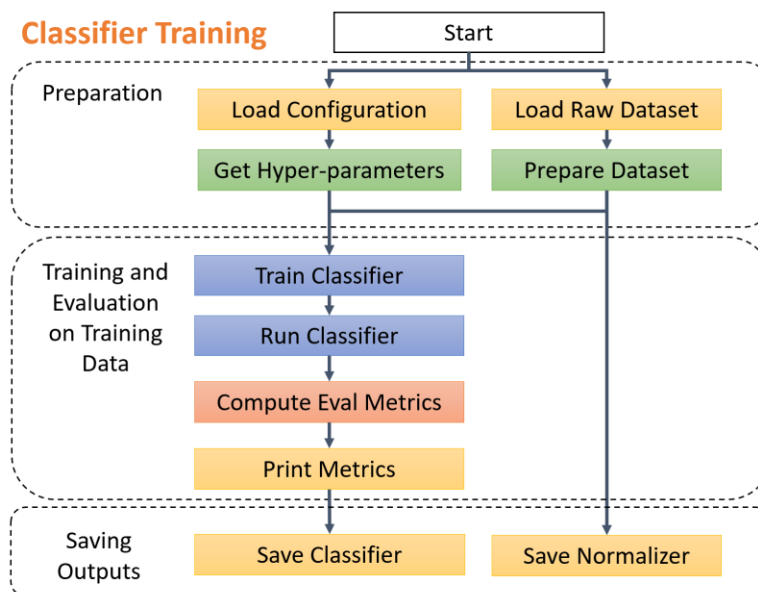 Classifier Training
Start
Preparation
Load Configuration
Load Raw Dataset
Get Hyper-parameters
Prepare Dataset
Training and
Evaluation
on Training
Data
Train Classifier
Run Classifier
Compute Eval Metrics
Print Metrics
Saving
Outputs
Save Classifier
Save Normalizer